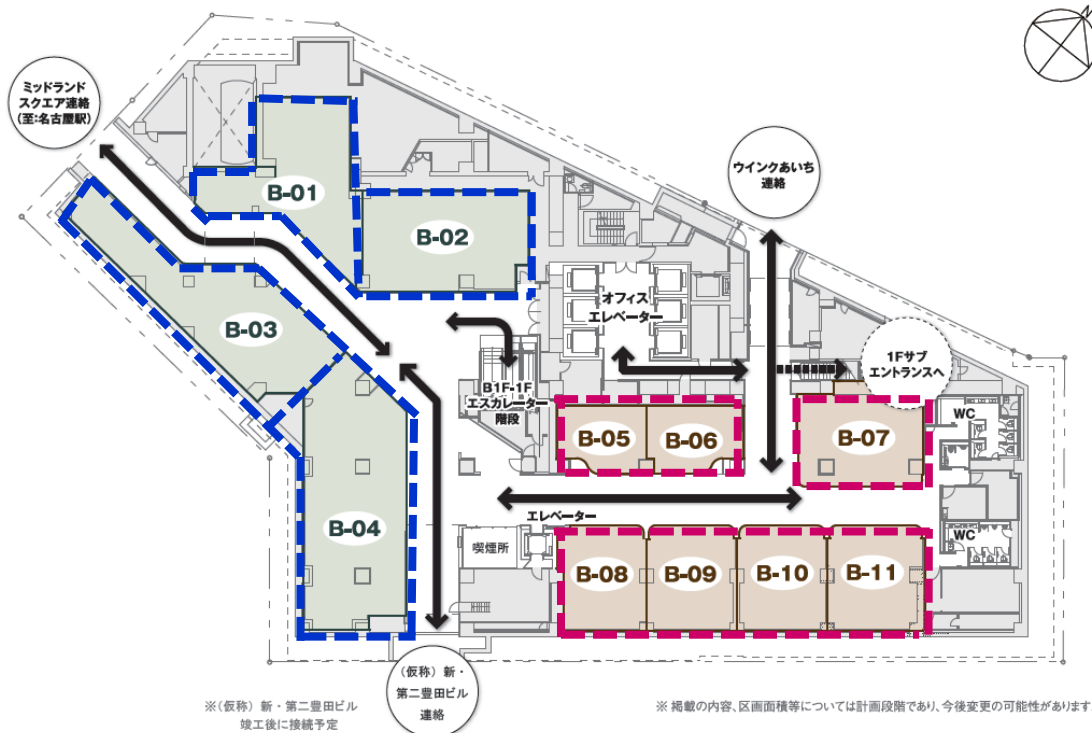 N
ミッドランド
スクエア連絡
(至:名古屋駅)
ウインクあいち
連絡
B-01
B-02
B-03
オフィス
エレベーター
B1F-1F
エスカレーター
階段
1Fサブ
エントランスへ
B-05
B-06
B-07
WC
B-04
エレベーター
喫煙所
WC
B-08
B-09
B-10
B-11
(仮称) 新・
第二豊田ビル
連絡
※(仮称) 新・第二豊田ビル
竣工後に接続予定
※ 掲載の内容、区画面積等については計画段階であり、今後変更の可能性があります